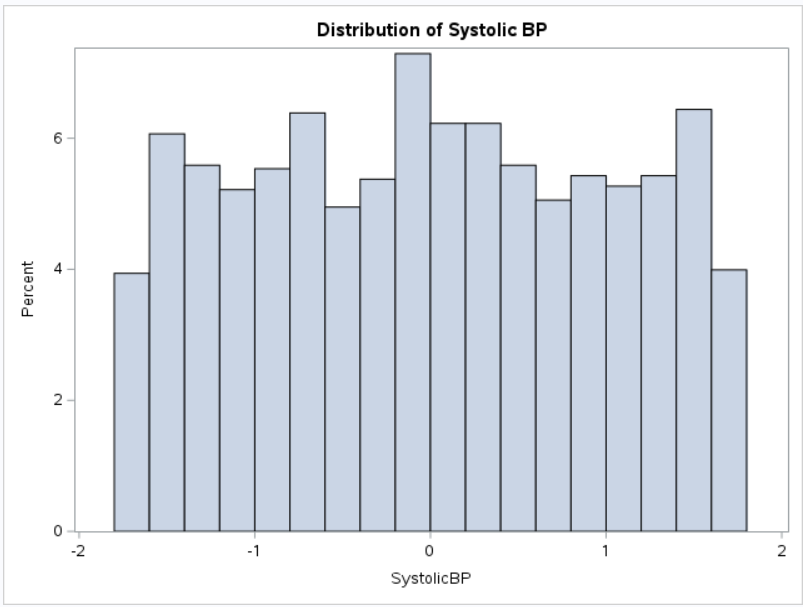 Distribution of Systolic BP
6
4
2
0
Percent
-2 -1 0 1 2
SystolicBP